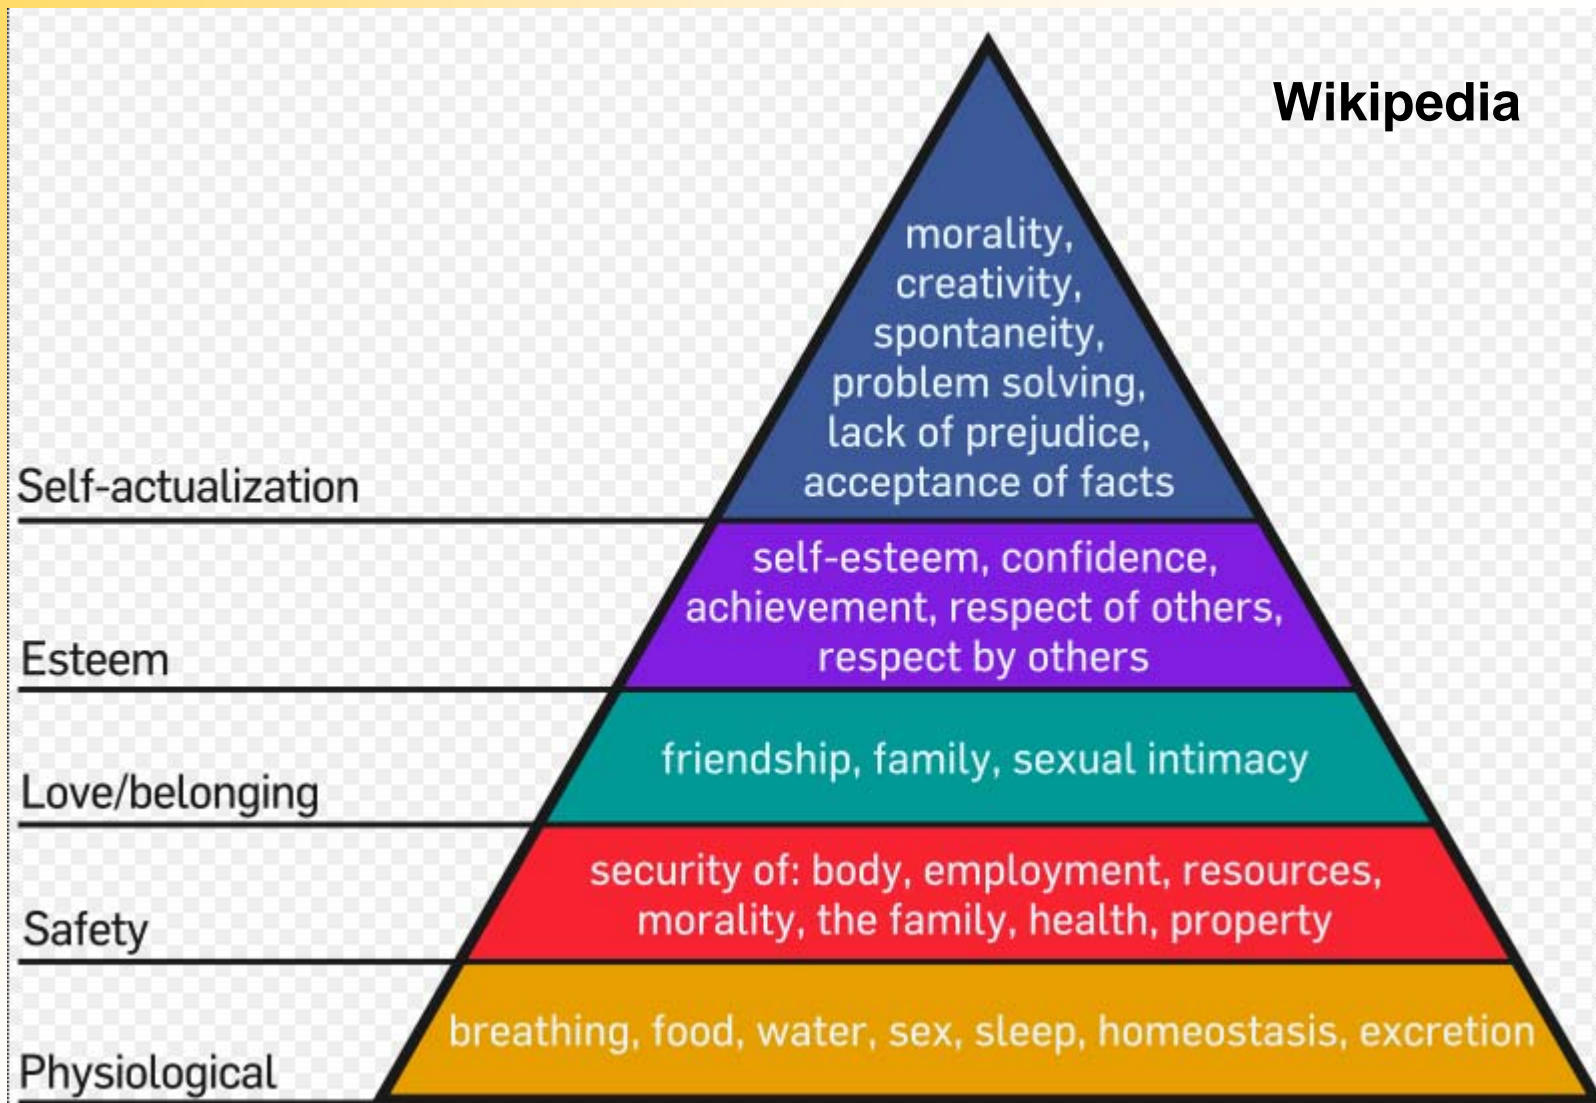 Wikipedia
morality,
creativity,
spontaneity,
problem solving,
lack of prejudice,
acceptance of facts
Self-actualization
self-esteem, confidence,
achievement, respect of others,
respect by others
Esteem
friendship, family, sexual intimacy
Love/belonging
security of: body, employment, resources,
morality, the family, health, property
Safety
breathing, food, water, sex, sleep, homeostasis, excretion
Physiological